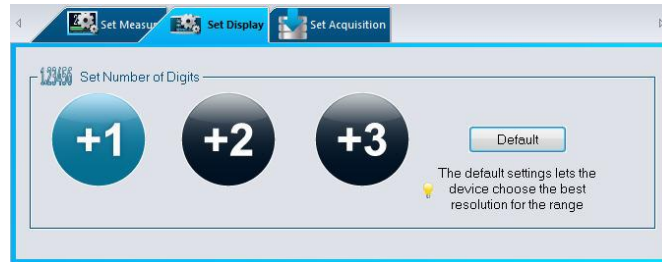 Set Measur
Set Display
Set Acquisition
123456 Set Number of Digits
+1
+2
+3
Default
The default settings lets the
device choose the best
resolution for the range